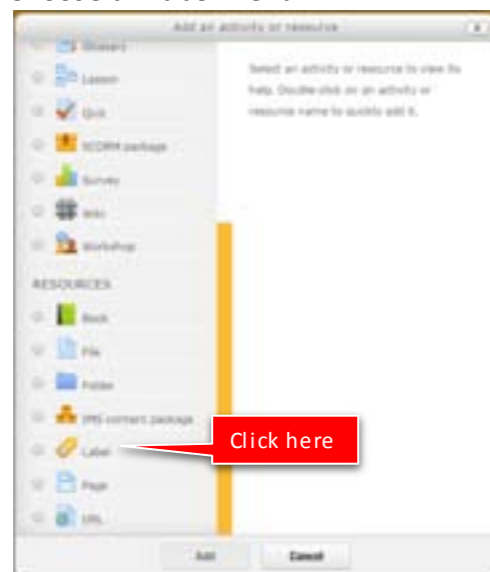 Add an activity or resource
Glossary
Lesson
Select an activity or resource to view its
help. Double-click on an activity or
resource name to quickly add it.
Quiz
SCORM package
Survey
Wiki
Workshop
RESOURCES
Book
File
Folder
IMS content package
Label
Click here
Page
URL
Add
Cancel